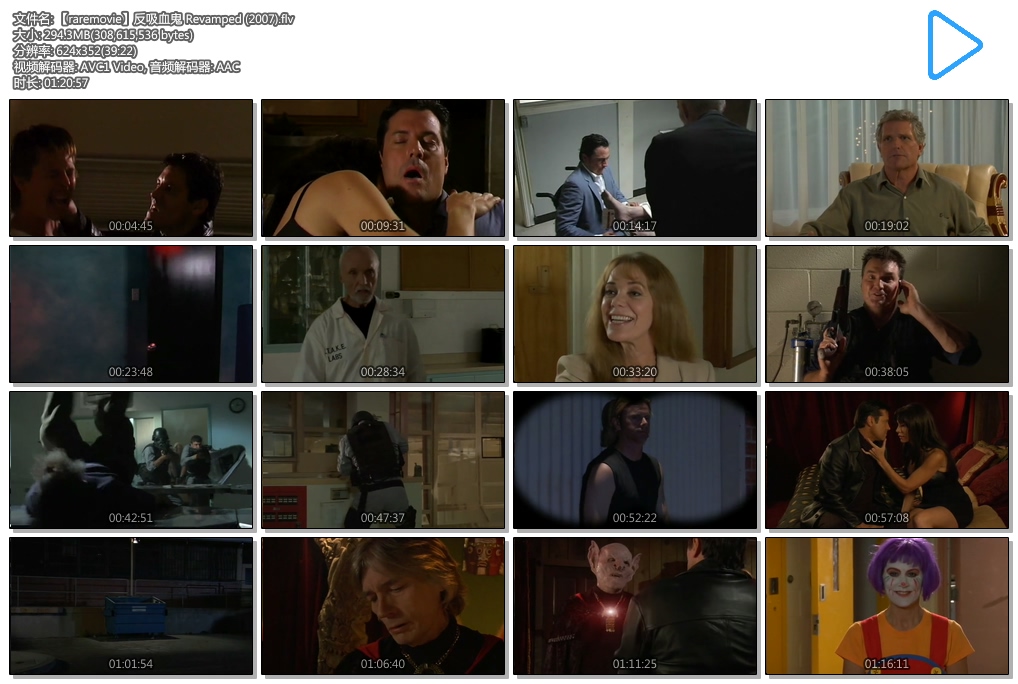 文件名: 【raremovie】反吸血鬼 Revamped (2007).flv
大小: 294.3MB(308,615,536 bytes)
分辨率: 624x352(39:22)
视频解码器: AVC1 Video, 音频解码器: AAC
时长: 01:20:57
00:04:45
00:09:31
00:14:17
00:19:02
00:23:48
00:28:34
00:33:20
00:38:05
.T.A.K.E.
LABS
00:42:51
00:47:37
00:52:22
00:57:08
01:01:54
01:06:40
01:11:25
01:16:11